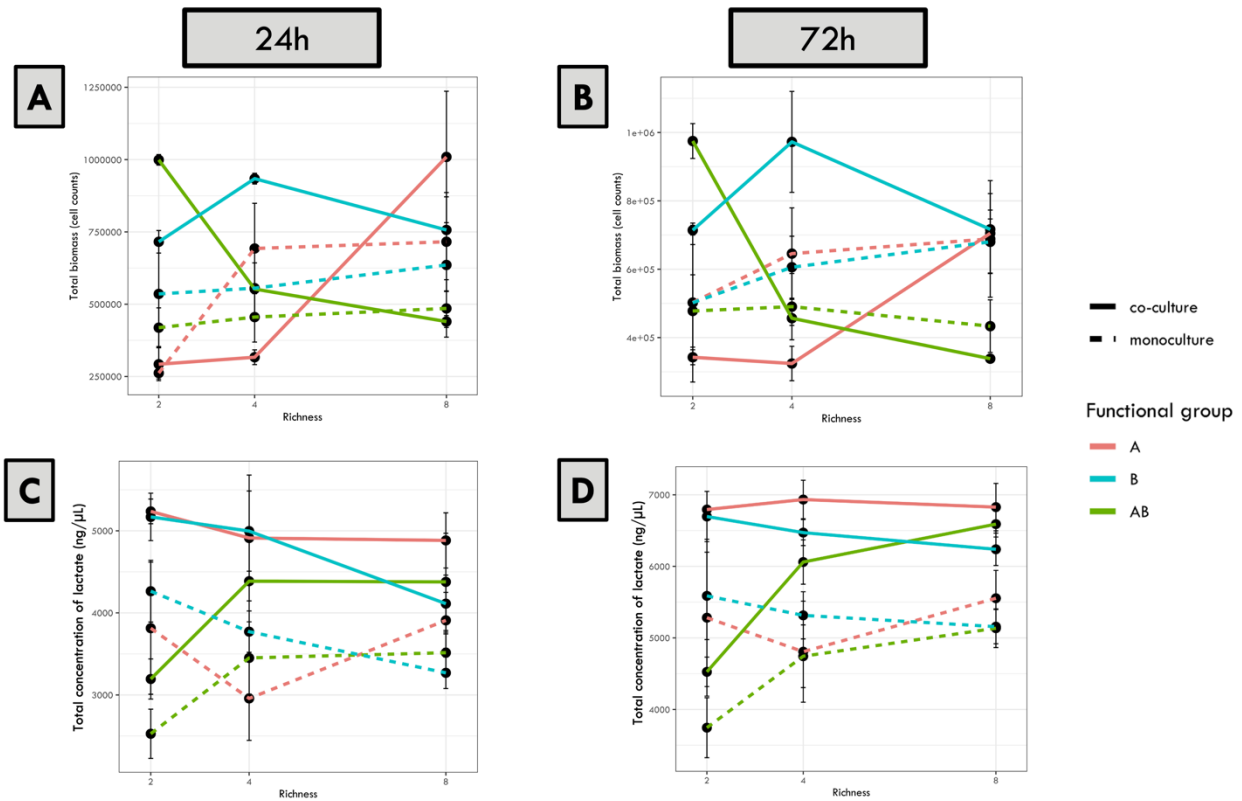 24h
72h
A
B
Total biomass (cell counts)
1250000
1000000
750000
500000
250000
2
4
8
Richness
Total biomass (cell counts)
1e+06
8e+05
6e+05
4e+05
2
4
8
Richness
co-culture
monoculture
Functional group
A
B
AB
C
D
Total concentration of lactate (ng/µL)
5000
4000
3000
2
4
8
Richness
Total concentration of lactate (ng/µL)
7000
6000
5000
4000
2
4
8
Richness